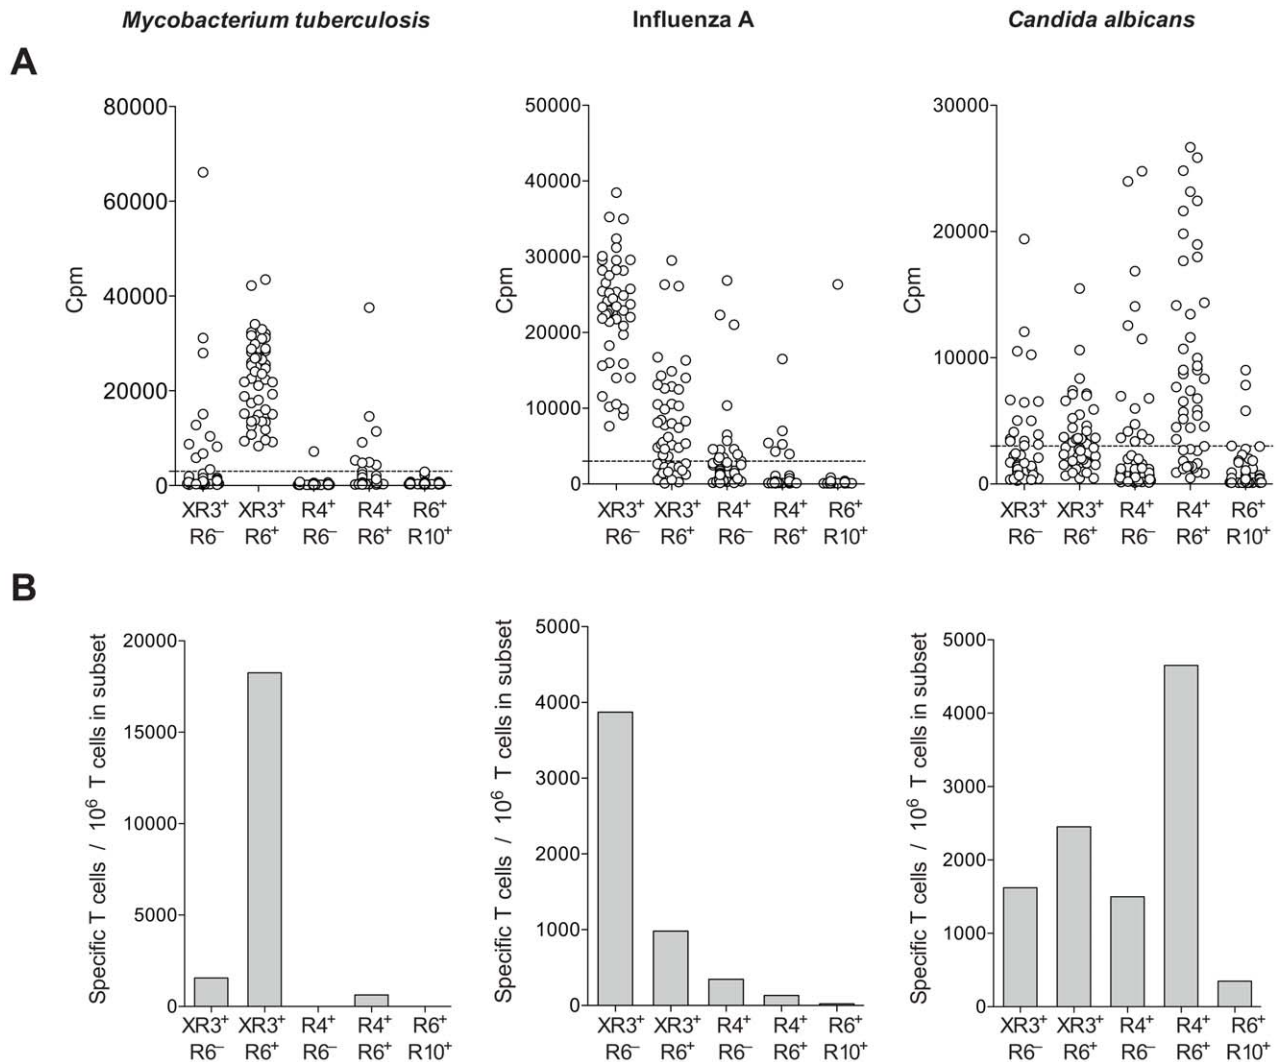 Mycobacterium tuberculosis Influenza A Candida albicans
A
80000 60000 40000 20000 0
Cpm
XR3⁺ XR3⁺ R4⁺ R4⁺ R6⁺
R6⁻ R6⁺ R6⁻ R6⁺ R10⁺
50000 40000 30000 20000 10000 0
Cpm
XR3⁺ XR3⁺ R4⁺ R4⁺ R6⁺
R6⁻ R6⁺ R6⁻ R6⁺ R10⁺
30000 20000 10000 0
Cpm
XR3⁺ XR3⁺ R4⁺ R4⁺ R6⁺
R6⁻ R6⁺ R6⁻ R6⁺ R10⁺
B
20000 15000 10000 5000 0
Specific T cells / 10⁶ T cells in subset
XR3⁺ XR3⁺ R4⁺ R4⁺ R6⁺
R6⁻ R6⁺ R6⁻ R6⁺ R10⁺
5000 4000 3000 2000 1000 0
Specific T cells / 10⁶ T cells in subset
XR3⁺ XR3⁺ R4⁺ R4⁺ R6⁺
R6⁻ R6⁺ R6⁻ R6⁺ R10⁺
5000 4000 3000 2000 1000 0
Specific T cells / 10⁶ T cells in subset
XR3⁺ XR3⁺ R4⁺ R4⁺ R6⁺
R6⁻ R6⁺ R6⁻ R6⁺ R10⁺